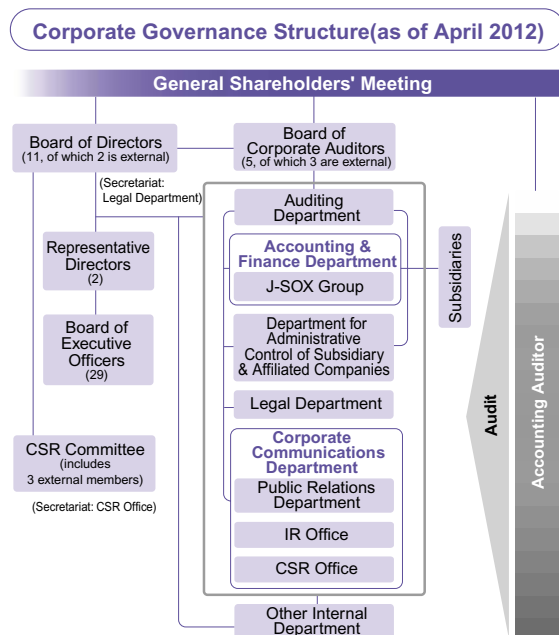 Corporate Governance Structure(as of April 2012)
General Shareholders' Meeting
Board of Directors
(11, of which 2 is external)
(Secretariat:
Legal Department)
Board of
Corporate Auditors
(5, of which 3 are external)
Representative
Directors
(2)
Board of
Executive
Officers
(29)
CSR Committee
(includes
3 external members)
(Secretariat: CSR Office)
Auditing
Department
Accounting &
Finance Department
J-SOX Group
Department for
Administrative
Control of Subsidiary
& Affiliated Companies
Legal Department
Corporate
Communications
Department
Public Relations
Department
IR Office
CSR Office
Other Internal
Department
Subsidiaries
Audit
Accounting Auditor